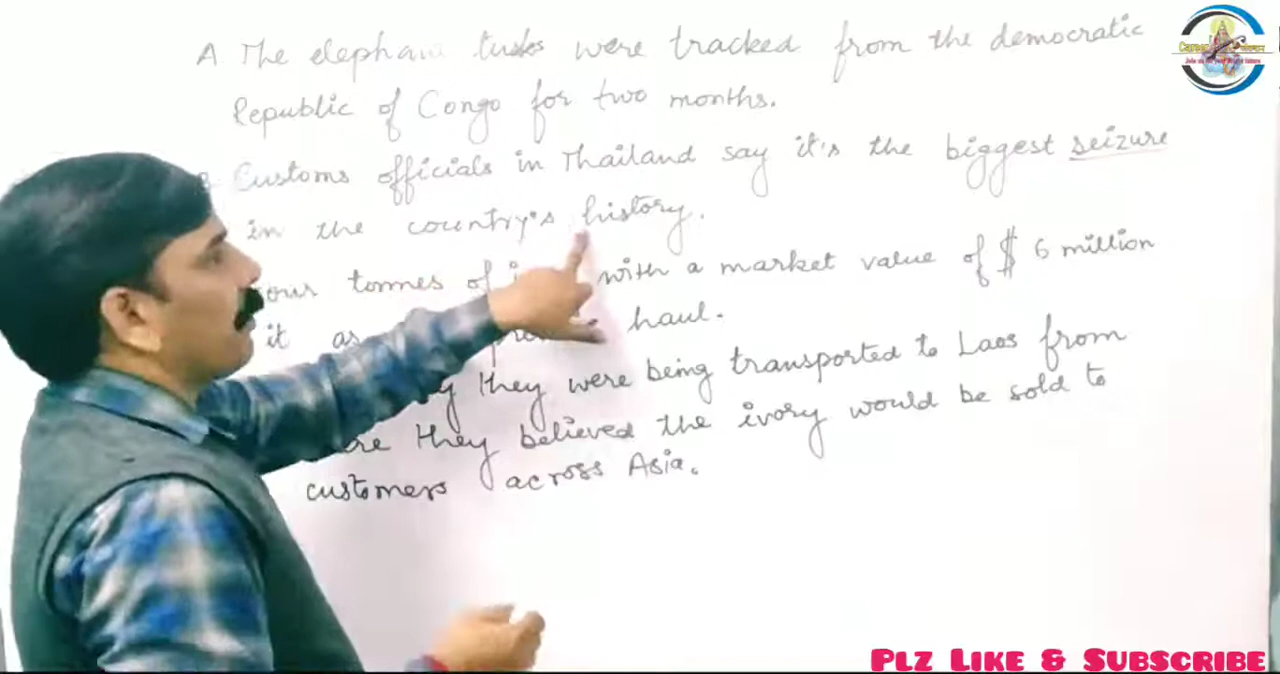 A The elephant tusks were tracked from the democratic
Republic of Congo for two months.
Customs officials in Thailand say it's the biggest seizure
in the country's history.
our tonnes of with a market value of $ 6 million
it as haul.
they were being transported to Laos from
they believed the ivory would be sold to
customers across Asia.
Career
PLZ LIKE & SUBSCRIBE